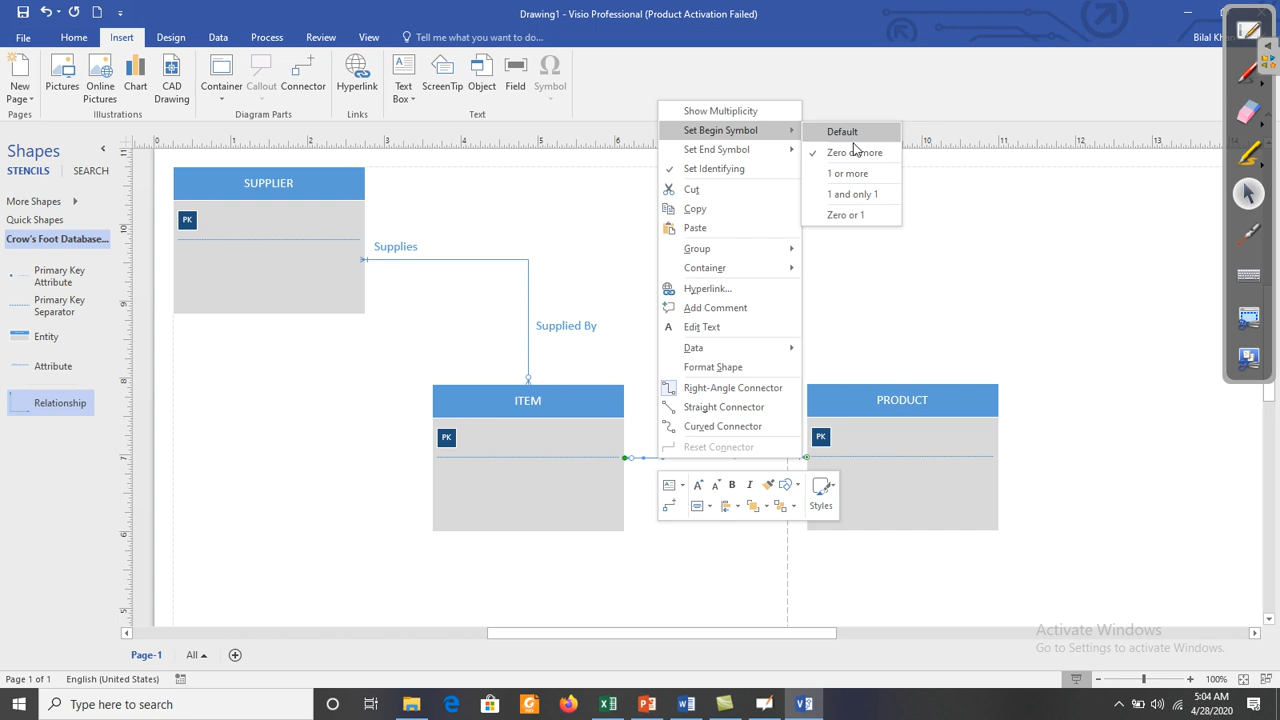 Drawing1 - Visio Professional (Product Activation Failed)
File Home Insert Design Data Process Review View Tell me what you want to do...
Bilal Khan
New Page
Pictures
Online Pictures
Chart
CAD Drawing
Container
Callout
Connector
Hyperlink
Text Box
ScreenTip
Object
Field
Symbol
Pages Illustrations Diagram Parts Links Text
Shapes
STENCILS SEARCH
More Shapes
Quick Shapes
Crow's Foot Database...
Primary Key Attribute
Primary Key Separator
Entity
Attribute
Relationship
SUPPLIER
PK
Supplies
Supplied By
ITEM
PK
PRODUCT
PK
Show Multiplicity
Set Begin Symbol
Set End Symbol
Set Identifying
Cut
Copy
Paste
Group
Container
Hyperlink...
Add Comment
Edit Text
Data
Format Shape
Right-Angle Connector
Straight Connector
Curved Connector
Reset Connector
Default
Zero or more
1 or more
1 and only 1
Zero or 1
Styles
Activate Windows
Go to Settings to activate Windows.
Page-1 All
Page 1 of 1 English (United States) 100%
Type here to search
5:04 AM
4/28/2020